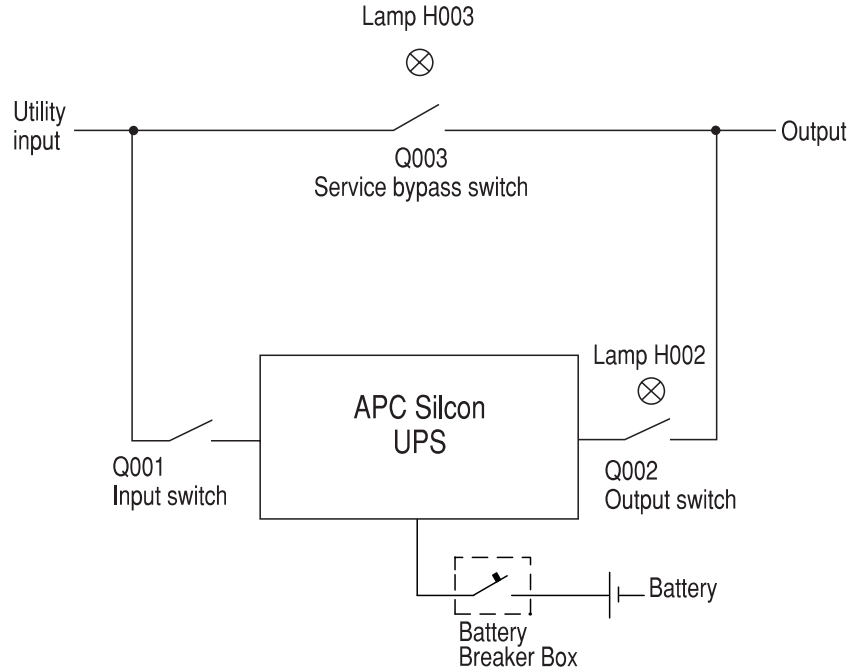 Lamp H003
Utility
input
Output
Q003
Service bypass switch
Lamp H002
APC Silcon
UPS
Q001
Input switch
Q002
Output switch
Battery
Battery
Breaker Box